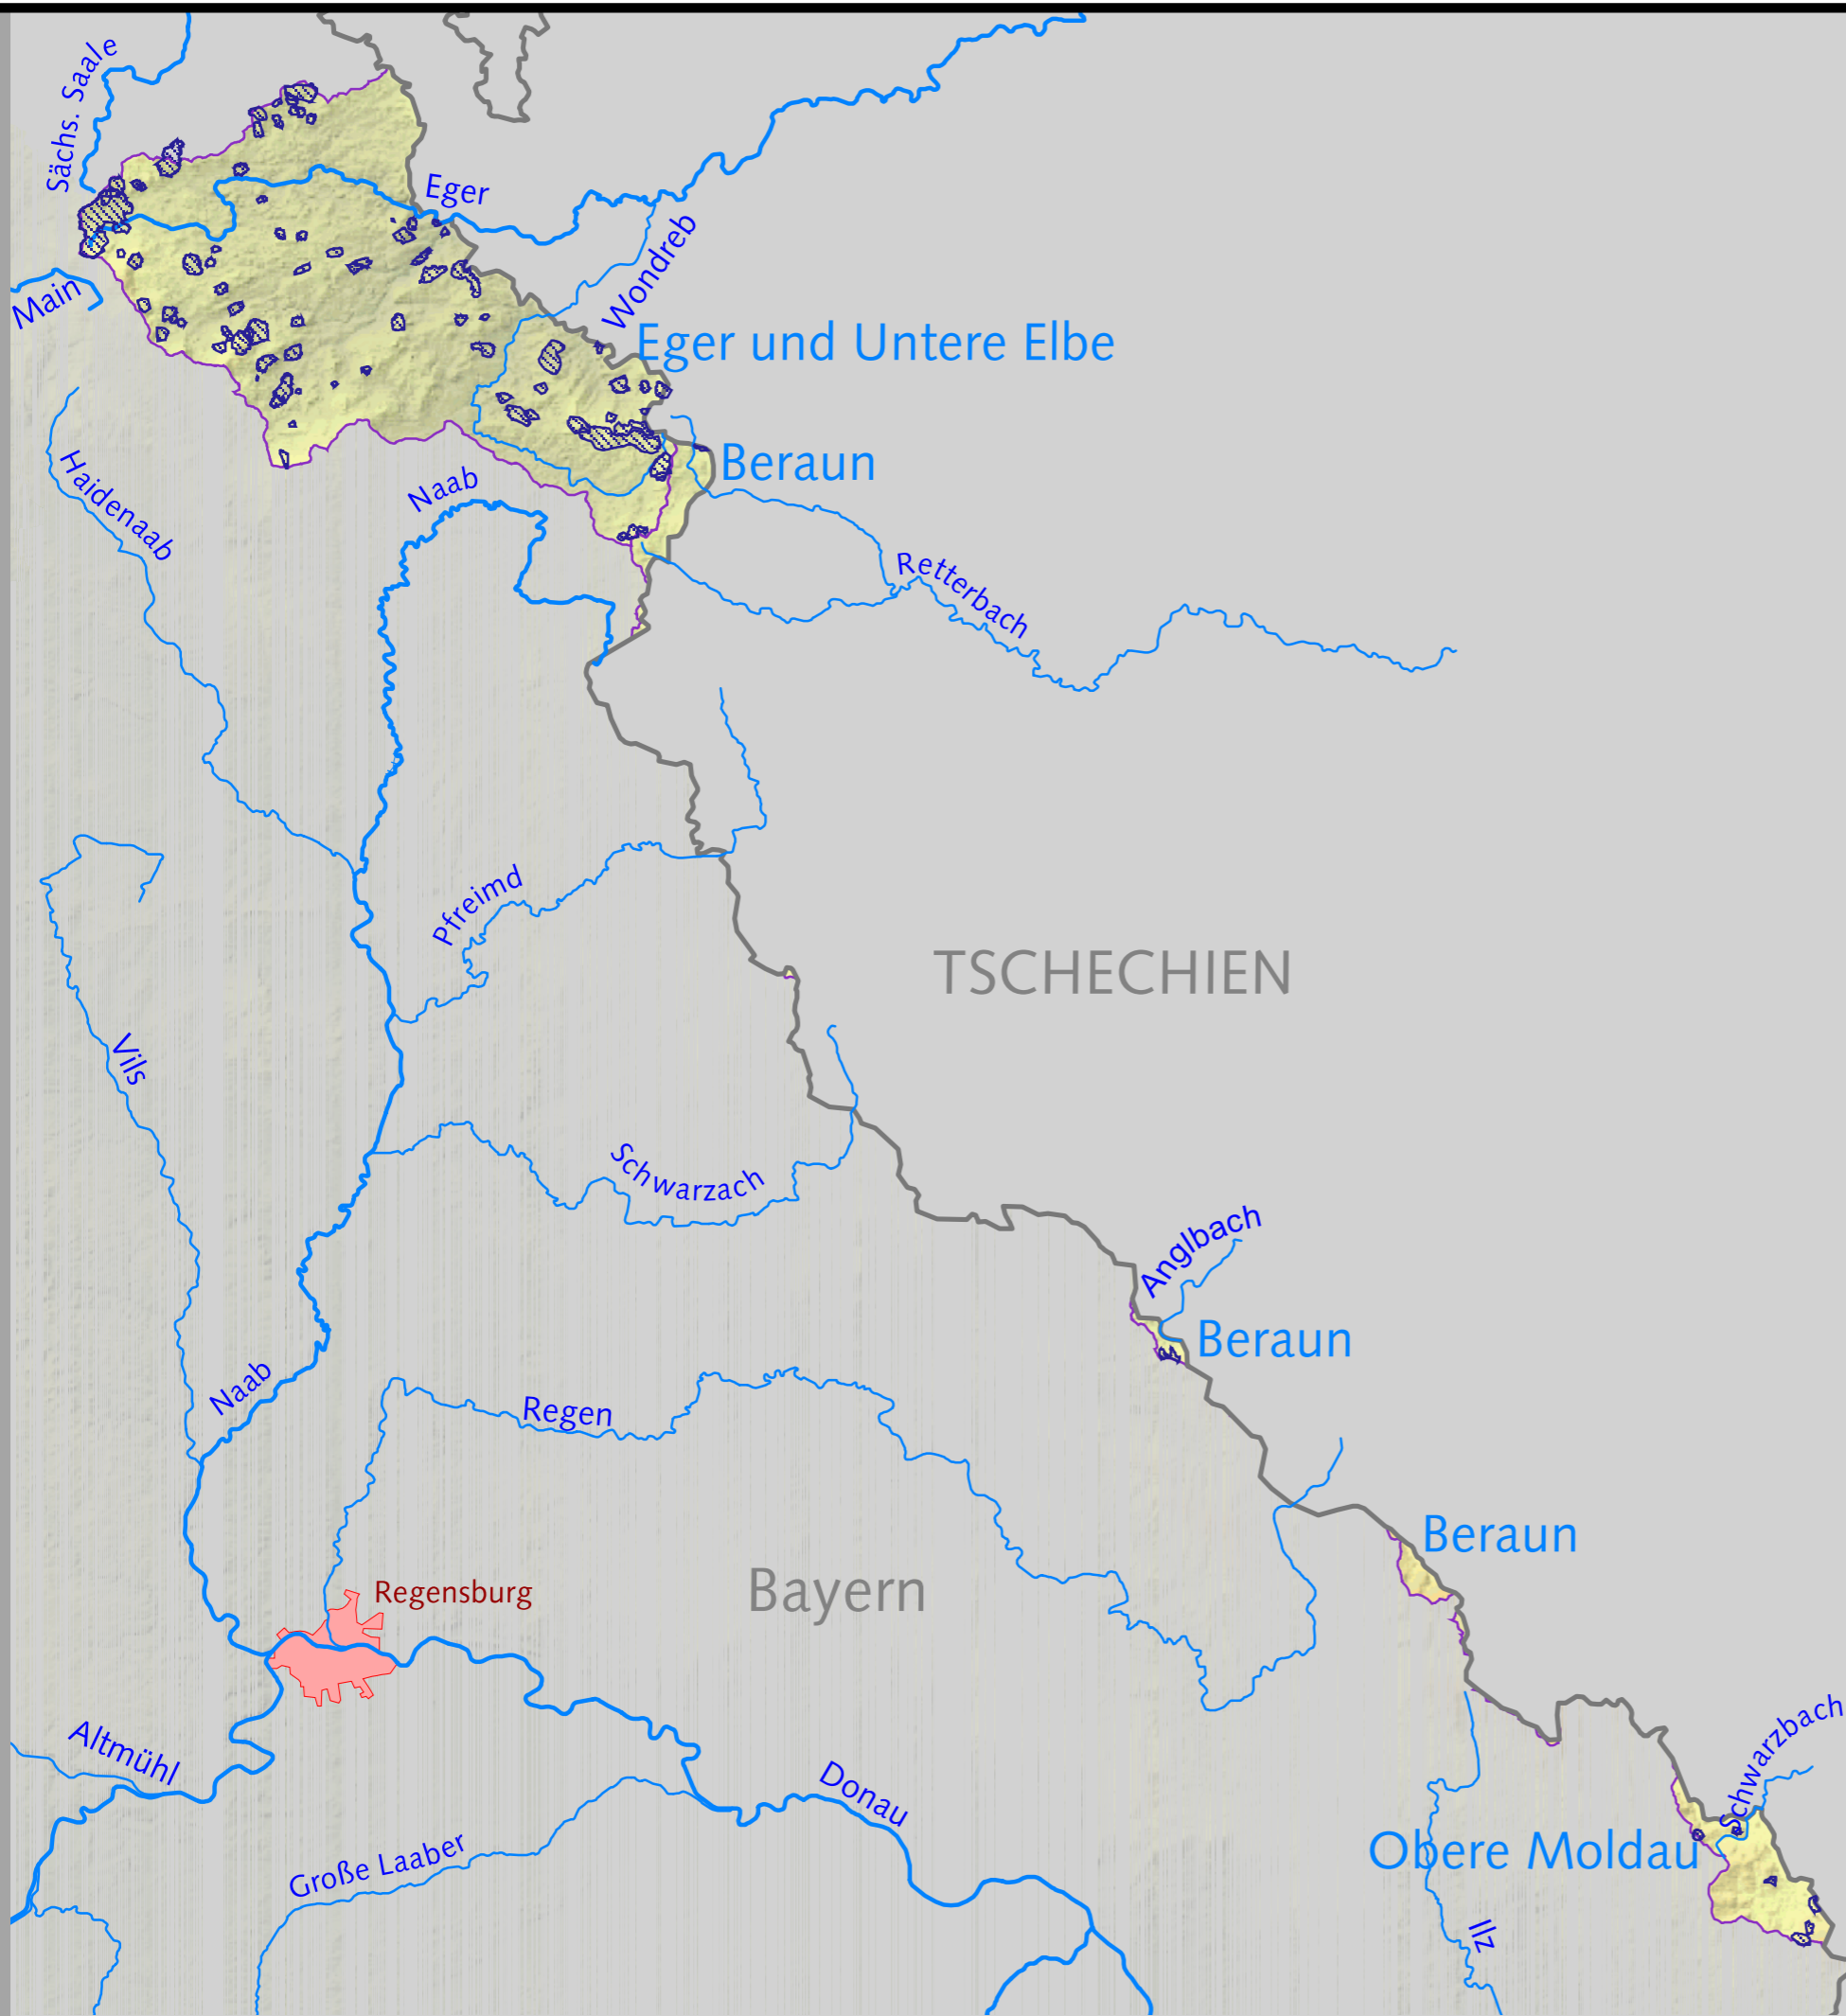 Sächs. Saale
Eger
Wondreb
Main
Eger und Untere Elbe
Beraun
Haidenaab
Naab
Retterbach
Pfreimd
TSCHECHIEN
Vils
Schwarzach
Anglbach
Beraun
Naab
Regen
Beraun
Regensburg
Bayern
Schwarzbach
Altmühl
Donau
Obere Moldau
Große Laaber
Ilz